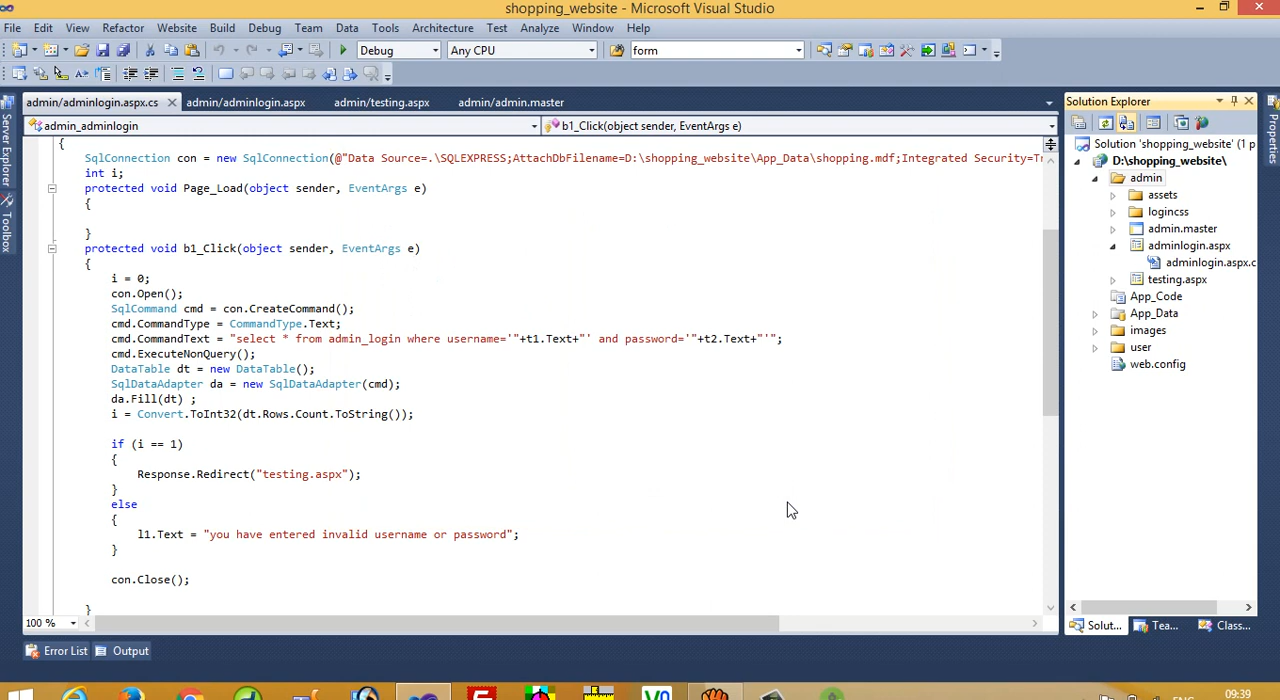 shopping_website - Microsoft Visual Studio
File Edit View Refactor Website Build Debug Team Data Tools Architecture Test Analyze Window Help
Debug Any CPU form
admin/adminlogin.aspx.cs admin/adminlogin.aspx admin/testing.aspx admin/admin.master
Solution Explorer
admin_adminlogin b1_Click(object sender, EventArgs e)
Server Explorer
Toolbox
Properties
{
SqlConnection con = new SqlConnection(@"Data Source=.\SQLEXPRESS;AttachDbFilename=D:\shopping_website\App_Data\shopping.mdf;Integrated Security=Tr
int i;
protected void Page_Load(object sender, EventArgs e)
{
}
protected void b1_Click(object sender, EventArgs e)
{
i = 0;
con.Open();
SqlCommand cmd = con.CreateCommand();
cmd.CommandType = CommandType.Text;
cmd.CommandText = "select * from admin_login where username='"+t1.Text+"' and password='"+t2.Text+"'";
cmd.ExecuteNonQuery();
DataTable dt = new DataTable();
SqlDataAdapter da = new SqlDataAdapter(cmd);
da.Fill(dt) ;
i = Convert.ToInt32(dt.Rows.Count.ToString());
if (i == 1)
{
Response.Redirect("testing.aspx");
}
else
{
l1.Text = "you have entered invalid username or password";
}
con.Close();
}
Solution 'shopping_website' (1 p
D:\shopping_website\
admin
assets
logincss
admin.master
adminlogin.aspx
adminlogin.aspx.c
testing.aspx
App_Code
App_Data
images
user
web.config
100 %
Solut... Tea... Class...
Error List Output
09:39